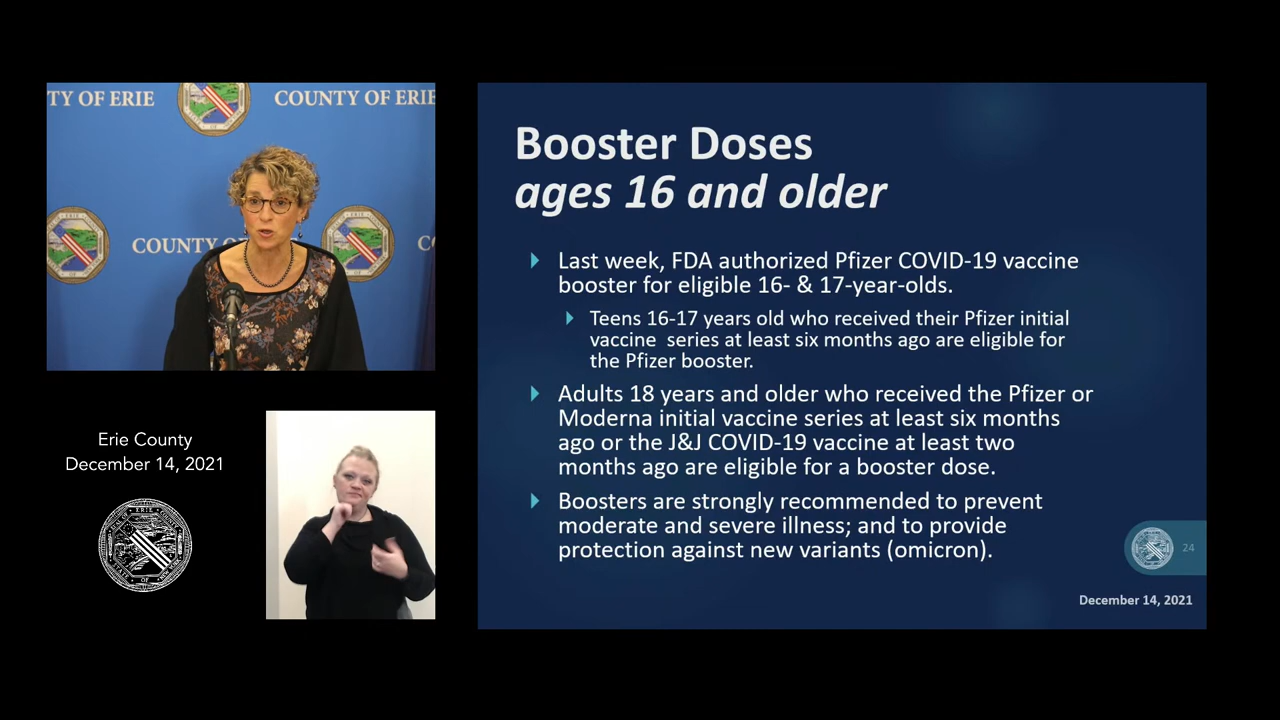 TY OF ERIE
COUNTY OF ERIE
COUNTY O
Erie County
December 14, 2021
ERIE
Booster Doses
ages 16 and older
Last week, FDA authorized Pfizer COVID-19 vaccine
booster for eligible 16- & 17-year-olds.
Teens 16-17 years old who received their Pfizer initial
vaccine series at least six months ago are eligible for
the Pfizer booster.
Adults 18 years and older who received the Pfizer or
Moderna initial vaccine series at least six months
ago or the J&J COVID-19 vaccine at least two
months ago are eligible for a booster dose.
Boosters are strongly recommended to prevent
moderate and severe illness; and to provide
protection against new variants (omicron).
24
December 14, 2021